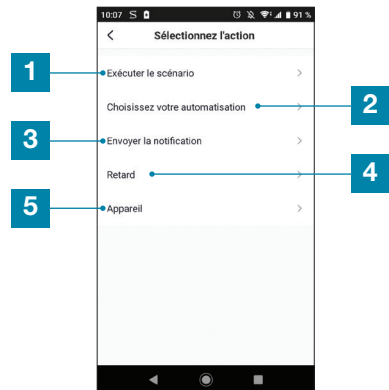 10:07 91 %
Sélectionnez l'action
1 Exécuter le scénario
Choisissez votre automatisation 2
3 Envoyer la notification
Retard 4
5 Appareil